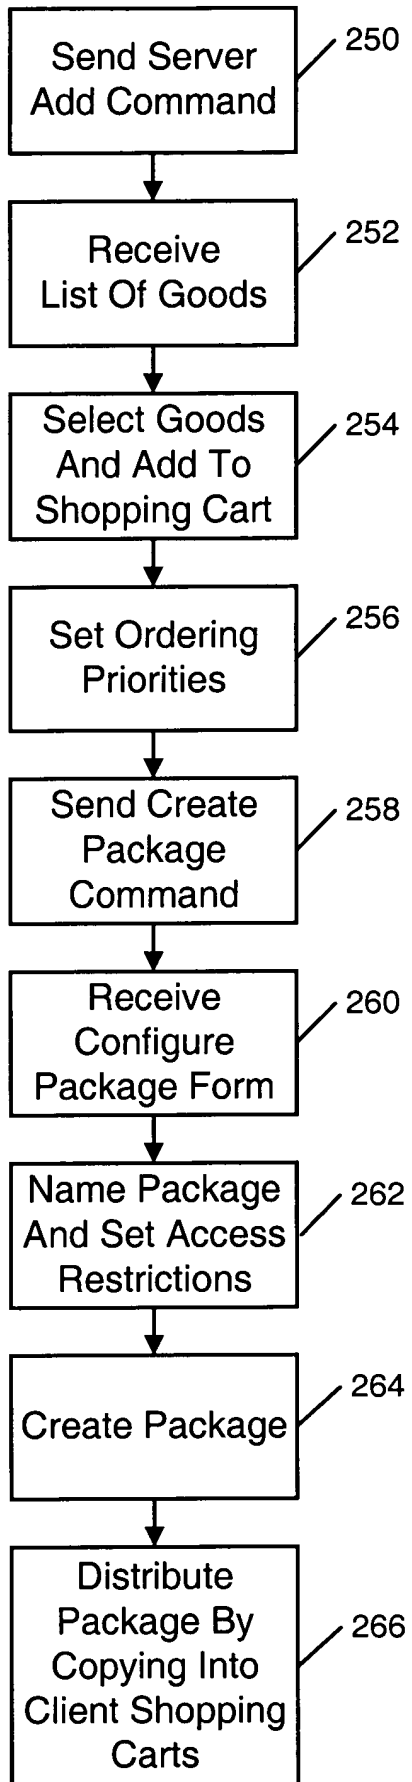 Send Server
Add Command
250
Receive
List Of Goods
252
Select Goods
And Add To
Shopping Cart
254
Set Ordering
Priorities
256
Send Create
Package
Command
258
Receive
Configure
Package Form
260
Name Package
And Set Access
Restrictions
262
Create Package
264
Distribute
Package By
Copying Into
Client Shopping
Carts
266